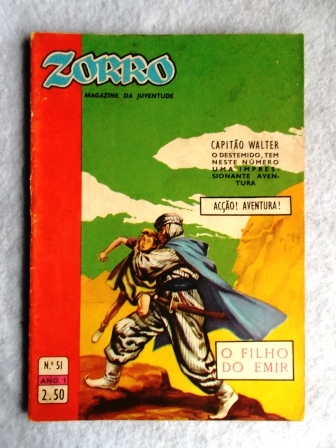 ZORRO
MAGAZINE DA JUVENTUDE
CAPITÃO WALTER
O DESTEMIDO, TEM
NESTE NÚMERO
UMA IMPRES-
SIONANTE AVEN-
TURA
ACÇÃO! AVENTURA!
O FILHO
DO EMIR
N.º 51
ANO 1
2.50